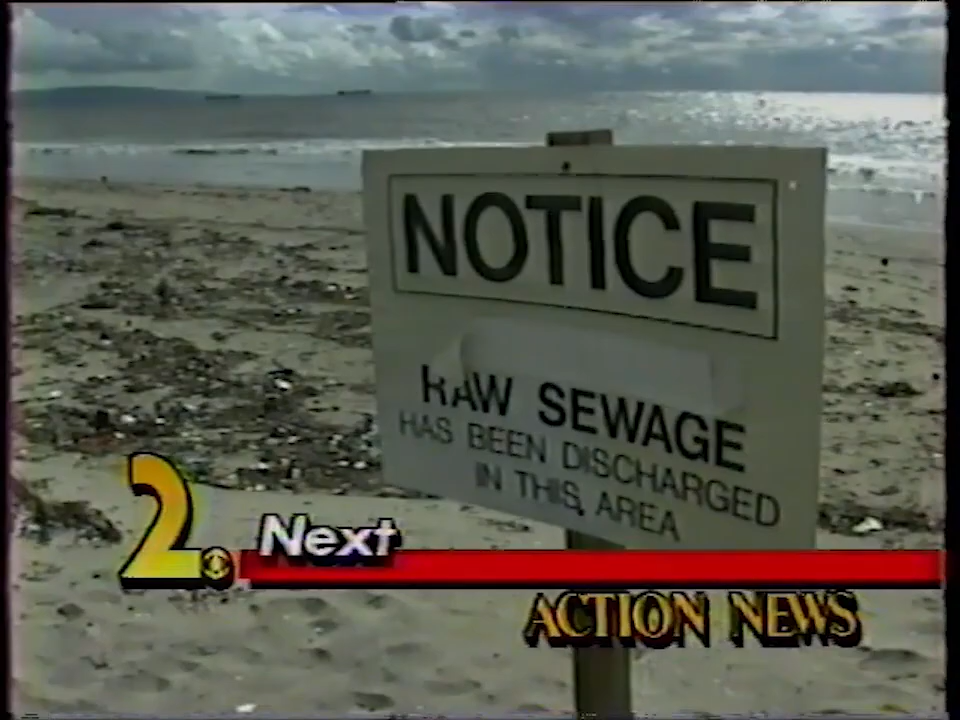 NOTICE
RAW SEWAGE
HAS BEEN DISCHARGED
IN THIS AREA
2 Next
ACTION NEWS